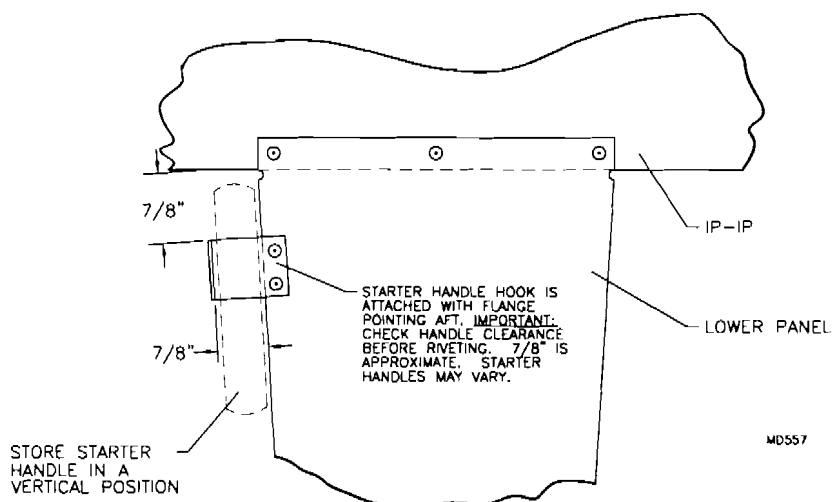 7/8"
IP-IP
STARTER HANDLE HOOK IS
ATTACHED WITH FLANGE
POINTING AFT. IMPORTANT:
CHECK HANDLE CLEARANCE
BEFORE RIVETING. 7/8" IS
APPROXIMATE. STARTER
HANDLES MAY VARY.
LOWER PANEL
7/8"
STORE STARTER
HANDLE IN A
VERTICAL POSITION
MD557